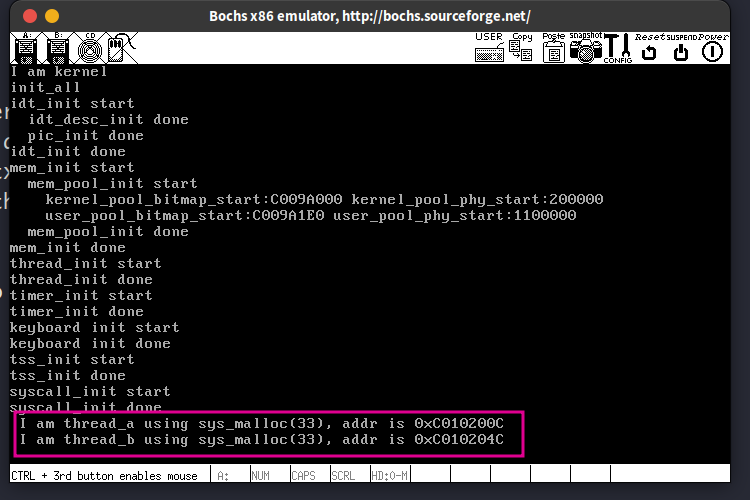 Bochs x86 emulator, http://bochs.sourceforge.net/
A: B: CD USER Copy Paste Snapshot CONFIG Reset SUSPEND Power
I am kernel
init_all
idt_init start
idt_desc_init done
pic_init done
idt_init done
mem_init start
mem_pool_init start
kernel_pool_bitmap_start:C009A000 kernel_pool_phy_start:200000
user_pool_bitmap_start:C009A1E0 user_pool_phy_start:1100000
mem_pool_init done
mem_init done
thread_init start
thread_init done
timer_init start
timer_init done
keyboard init start
keyboard init done
tss_init start
tss_init done
syscall_init start
syscall_init done
I am thread_a using sys_malloc(33), addr is 0xC010200C
I am thread_b using sys_malloc(33), addr is 0xC010204C
CTRL + 3rd button enables mouse A: NUM CAPS SCRL HD:0-M